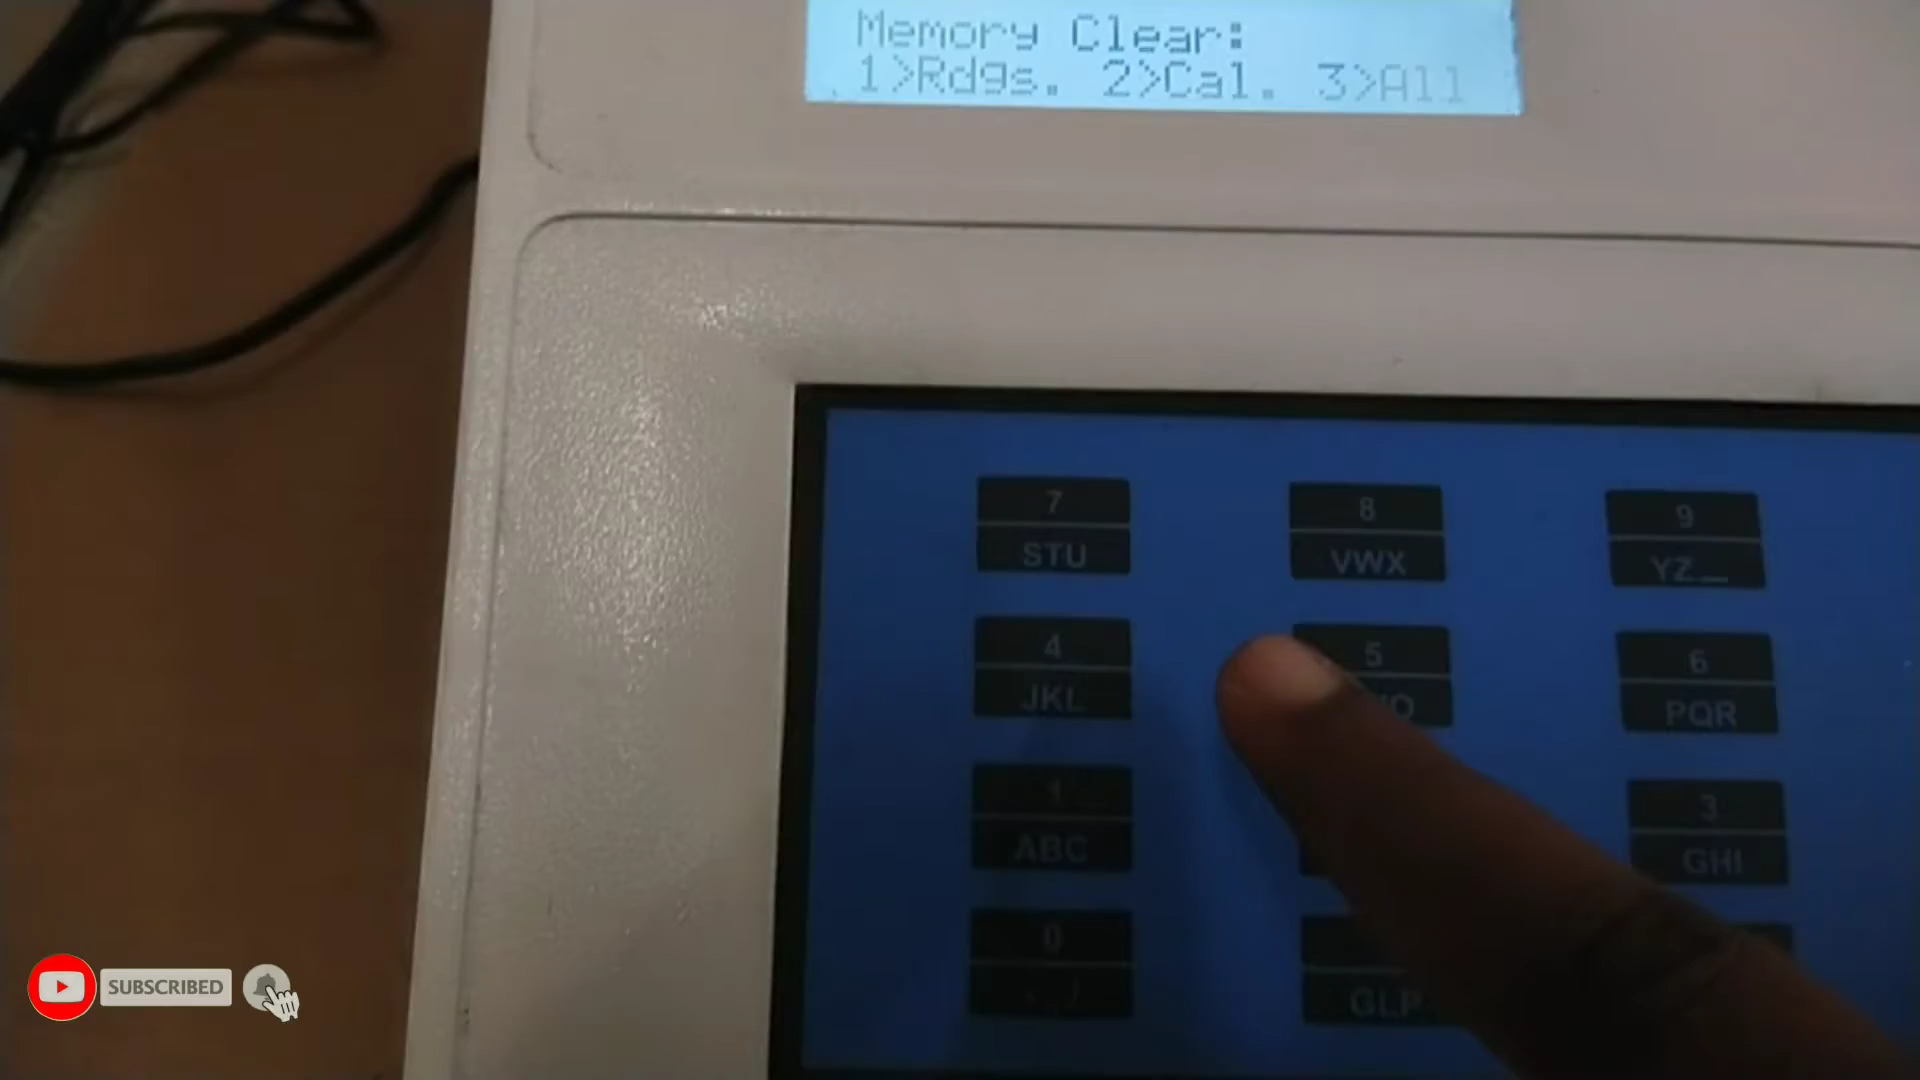 Memory Clear:
1>Rdgs. 2>Cal. 3>All
7
STU
8
VWX
9
YZ_
4
JKL
5
6
PQR
1
ABC
3
GHI
0
GLP
SUBSCRIBED